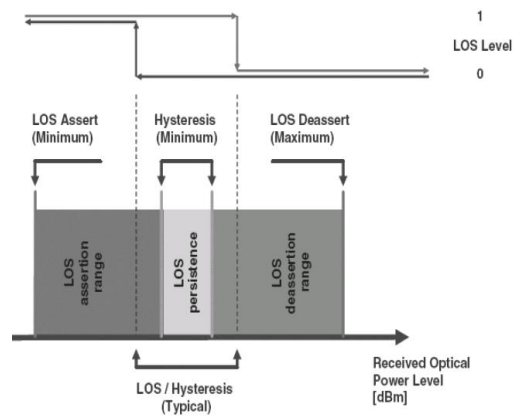 1
LOS Level
0
LOS Assert
(Minimum)
Hysteresis
(Minimum)
LOS Deassert
(Maximum)
LOS
assertion
range
LOS
persistence
LOS
deassertion
range
Received Optical
Power Level
[dBm]
LOS / Hysteresis
(Typical)